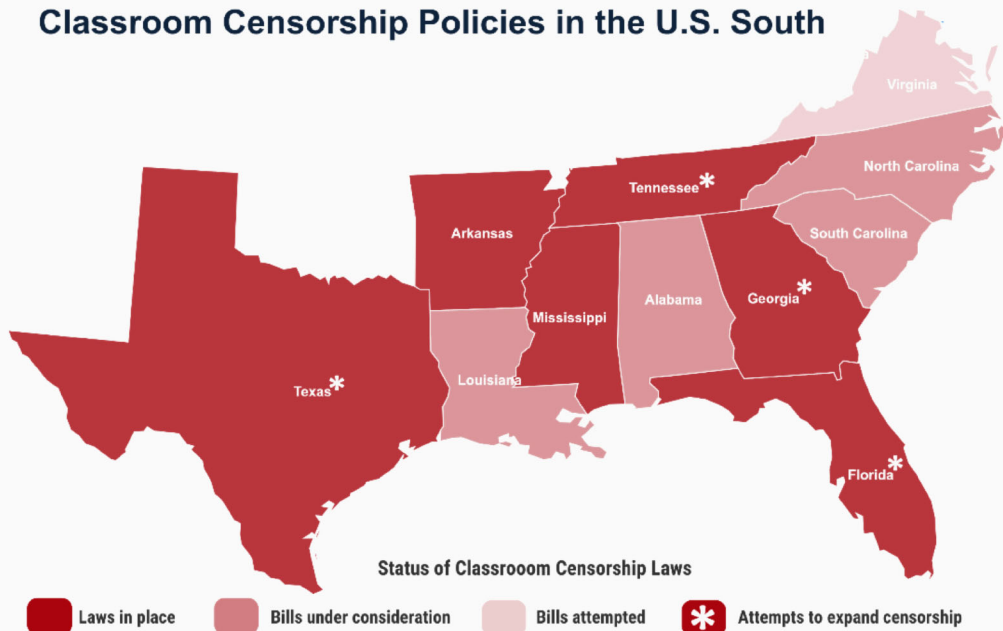 Classroom Censorship Policies in the U.S. South
Virginia
North Carolina
Tennessee*
South Carolina
Arkansas
Georgia*
Alabama
Mississippi
Louisiana
Texas*
Florida*
Status of Classrooom Censorship Laws
Laws in place
Bills under consideration
Bills attempted
* Attempts to expand censorship